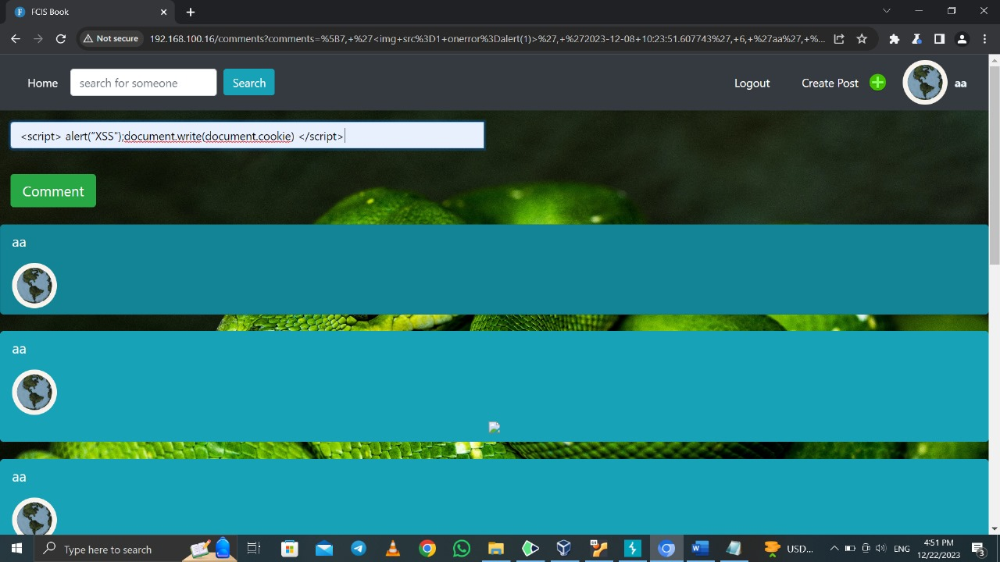 FCIS Book
Not secure
192.168.100.16/comments?comments=%5B7,+%27<img+src%3D1+onerror%3Dalert(1)>%27,+%272023-12-08+10:23:51.607743%27,+6,+%27aa%27,+%...
Home
search for someone
Search
Logout
Create Post
aa
<script> alert("XSS");document.write(document.cookie) </script>
Comment
aa
aa
aa
Type here to search
USD...
ENG
4:51 PM
12/22/2023
3